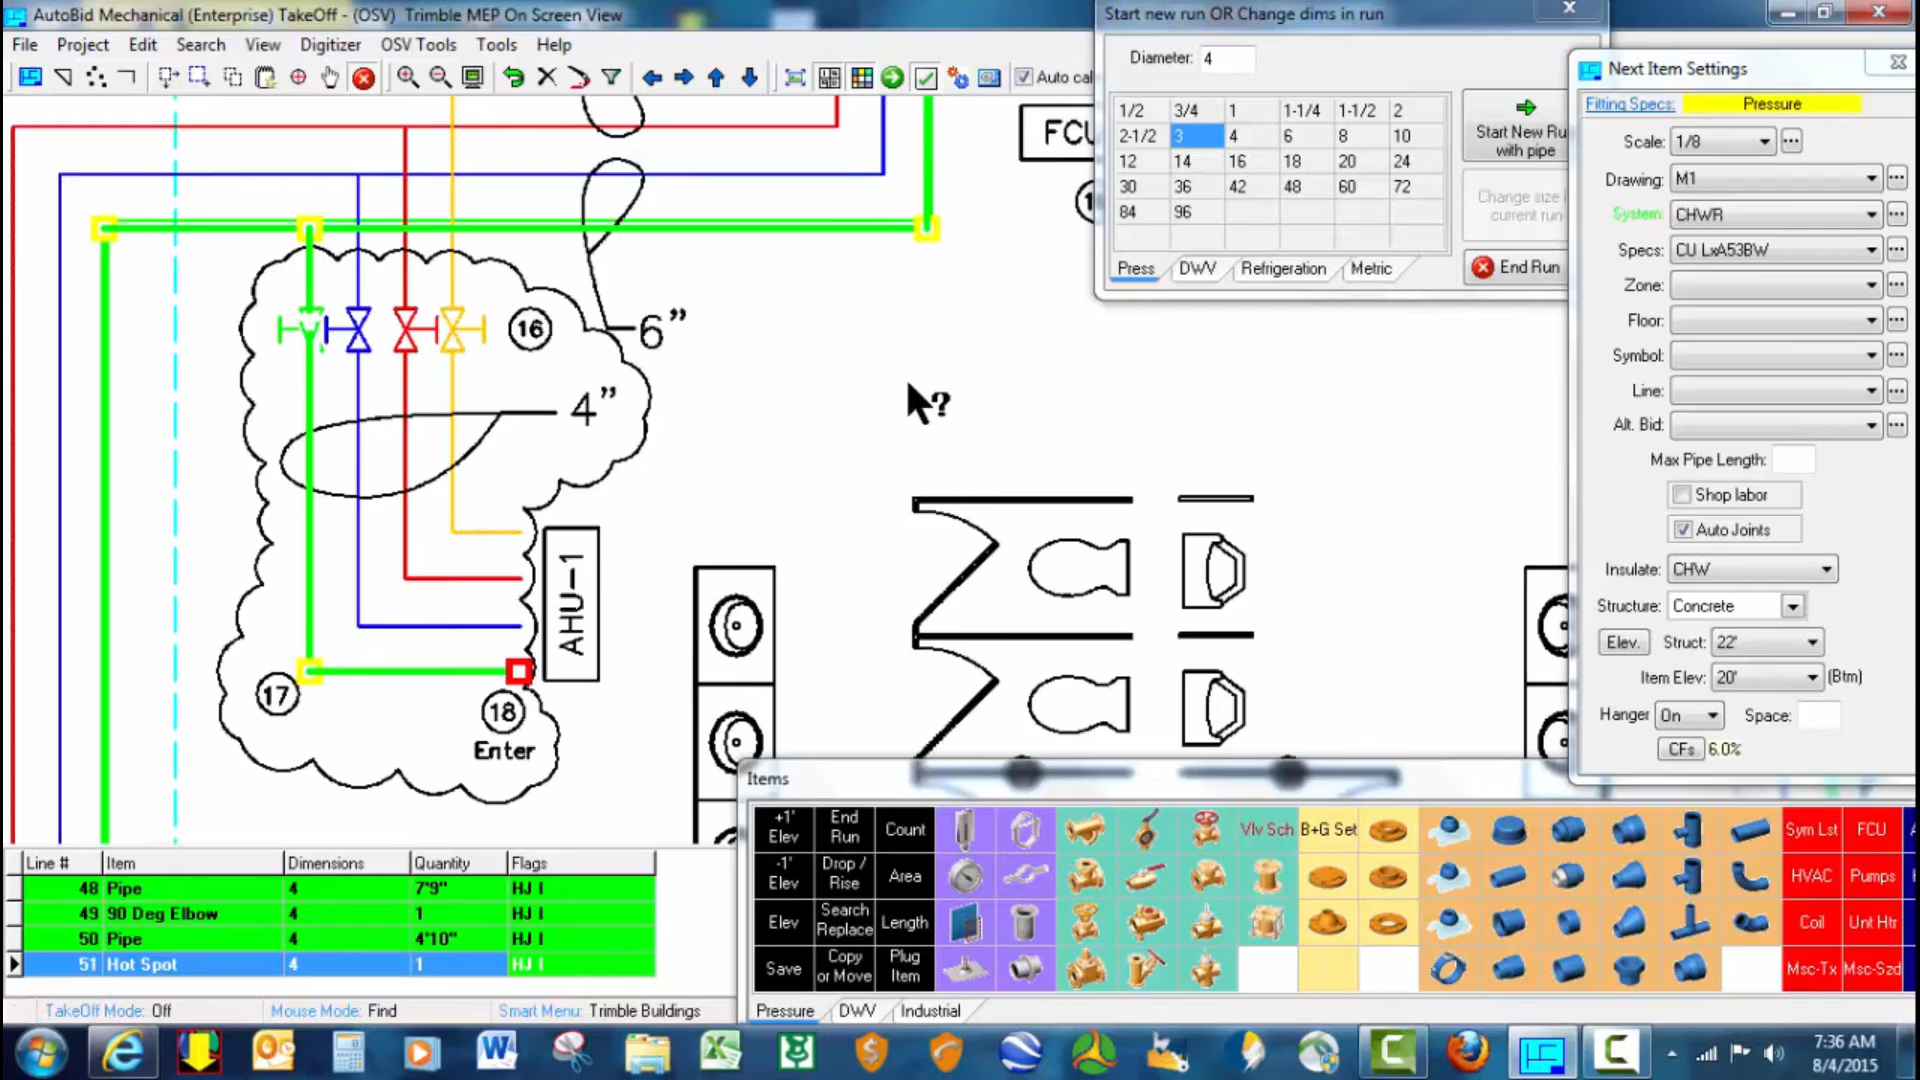 AutoBid Mechanical (Enterprise) TakeOff - (OSV) Trimble MEP On Screen View
File Project Edit Search View Digitizer OSV Tools Tools Help
Auto cal
FCU
16
6”
4”
AHU-1
17
18
Enter
Start new run OR Change dims in run
Diameter: 4
1/2 3/4 1 1-1/4 1-1/2 2
2-1/2 3 4 6 8 10
12 14 16 18 20 24
30 36 42 48 60 72
84 96
Press DWV Refrigeration Metric
Start New Ru
with pipe
Change size i
current run
End Run
Next Item Settings
Fitting Specs: Pressure
Scale: 1/8
Drawing: M1
System: CHWR
Specs: CU LxA53BW
Zone:
Floor:
Symbol:
Line:
Alt. Bid:
Max Pipe Length:
Shop labor
Auto Joints
Insulate: CHW
Structure: Concrete
Elev. Struct: 22'
Item Elev: 20' (Btm)
Hanger On Space:
CFs 6.0%
Line # Item Dimensions Quantity Flags
48 Pipe 4 7'9" HJ I
49 90 Deg Elbow 4 1 HJ I
50 Pipe 4 4'10" HJ I
51 Hot Spot 4 1 HJ I
TakeOff Mode: Off Mouse Mode: Find Smart Menu: Trimble Buildings
Items
+1' Elev End Run Count Vlv Sch B+G Set Sym Lst FCU
-1' Elev Drop / Rise Area HVAC Pumps
Elev Search Replace Length Coil Unt Htr
Save Copy or Move Plug Item Msc-Tx Msc-Szd
Pressure DWV Industrial
7:36 AM
8/4/2015